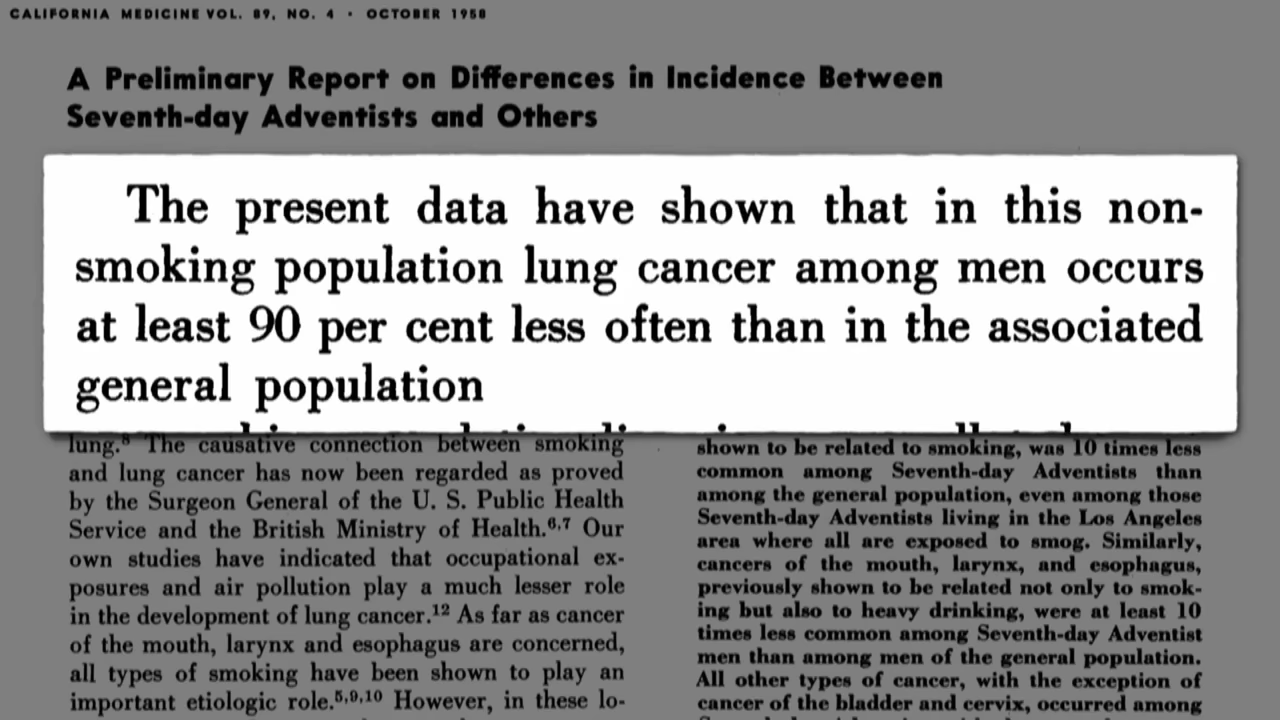 CALIFORNIA MEDICINE VOL. 89, NO. 4 • OCTOBER 1958
A Preliminary Report on Differences in Incidence Between
Seventh-day Adventists and Others
The present data have shown that in this non-
smoking population lung cancer among men occurs
at least 90 per cent less often than in the associated
general population
lung.⁸ The causative connection between smoking
and lung cancer has now been regarded as proved
by the Surgeon General of the U. S. Public Health
Service and the British Ministry of Health.⁶,⁷ Our
own studies have indicated that occupational ex-
posures and air pollution play a much lesser role
in the development of lung cancer.¹² As far as cancer
of the mouth, larynx and esophagus are concerned,
all types of smoking have been shown to play an
important etiologic role.⁵,⁹,¹⁰ However, in these lo-
shown to be related to smoking, was 10 times less
common among Seventh-day Adventists than
among the general population, even among those
Seventh-day Adventists living in the Los Angeles
area where all are exposed to smog. Similarly,
cancers of the mouth, larynx, and esophagus,
previously shown to be related not only to smok-
ing but also to heavy drinking, were at least 10
times less common among Seventh-day Adventist
men than among men of the general population.
All other types of cancer, with the exception of
cancer of the bladder and cervix, occurred among